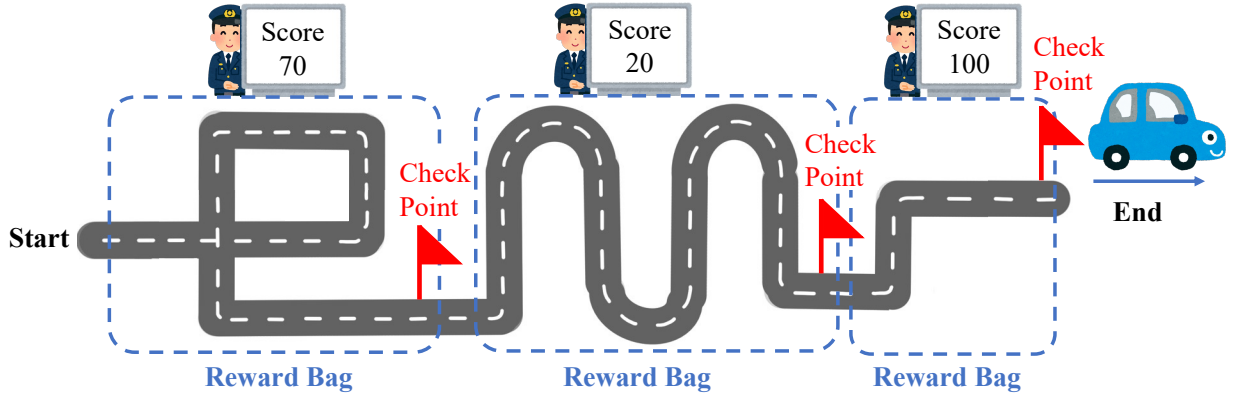 Score
70
Score
20
Score
100
Check
Point
Check
Point
Check
Point
Start
End
Reward Bag
Reward Bag
Reward Bag